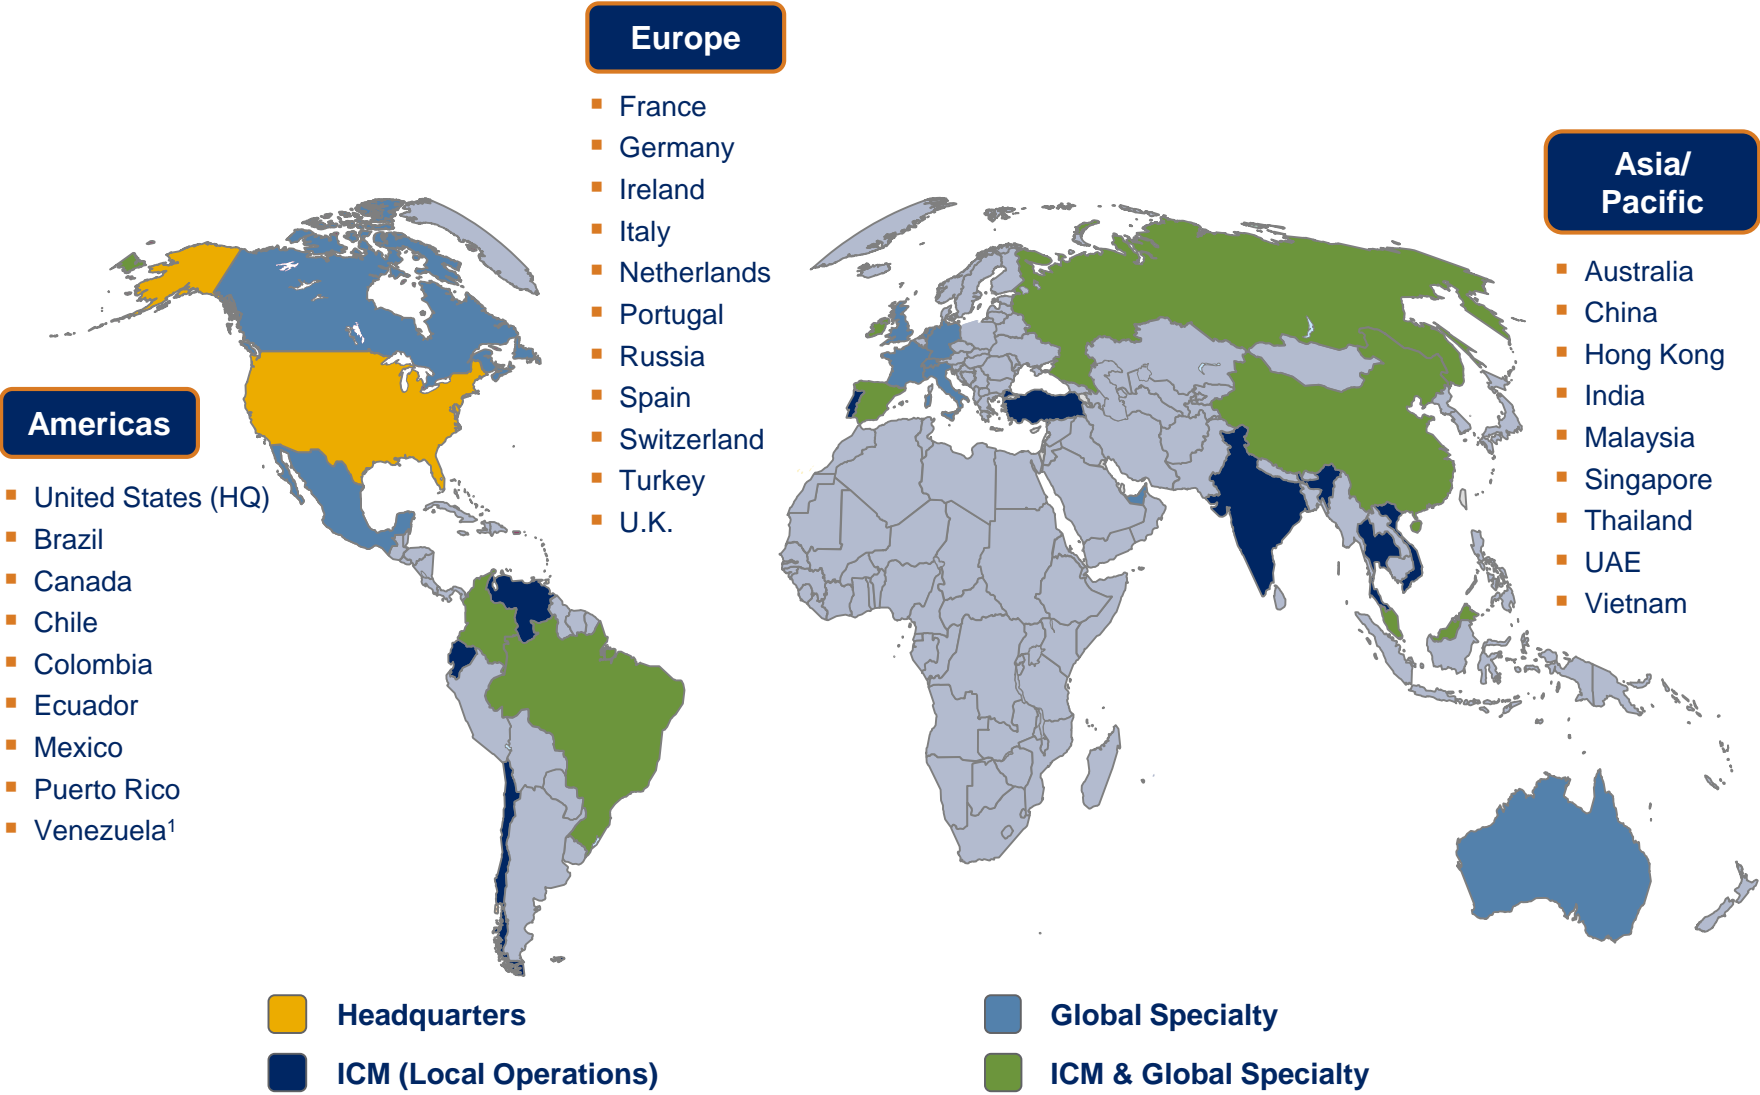 Europe
▪ France
▪ Germany
▪ Ireland
▪ Italy
▪ Netherlands
▪ Portugal
▪ Russia
▪ Spain
▪ Switzerland
▪ Turkey
▪ U.K.
Asia/
Pacific
▪ Australia
▪ China
▪ Hong Kong
▪ India
▪ Malaysia
▪ Singapore
▪ Thailand
▪ UAE
▪ Vietnam
Americas
▪ United States (HQ)
▪ Brazil
▪ Canada
▪ Chile
▪ Colombia
▪ Ecuador
▪ Mexico
▪ Puerto Rico
▪ Venezuela¹
Headquarters
ICM (Local Operations)
Global Specialty
ICM & Global Specialty